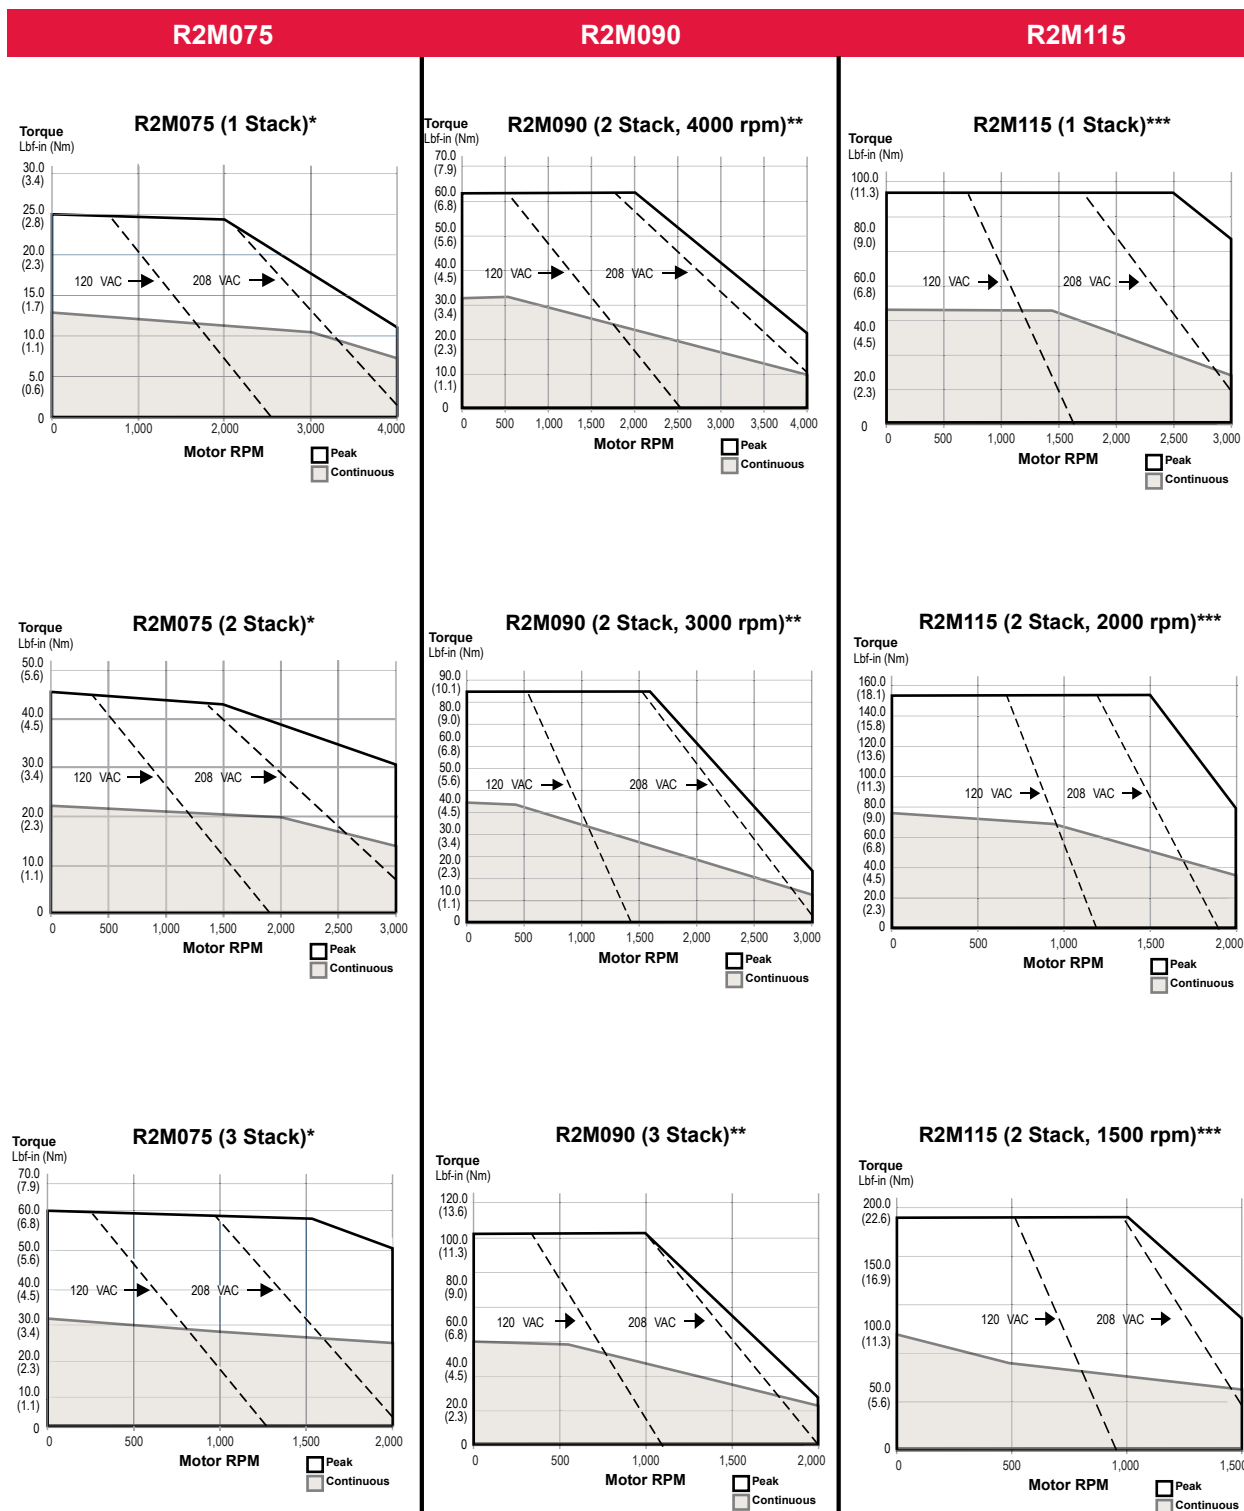 R2M075
R2M090
R2M115
R2M075 (1 Stack)*
Torque
Lbf-in (Nm)
30.0
(3.4)
25.0
(2.8)
20.0
(2.3)
15.0
(1.7)
10.0
(1.1)
5.0
(0.6)
0
120 VAC
208 VAC
0 1,000 2,000 3,000 4,000
Motor RPM
Peak
Continuous
R2M090 (2 Stack, 4000 rpm)**
Torque
Lbf-in (Nm)
70.0
(7.9)
60.0
(6.8)
50.0
(5.6)
40.0
(4.5)
30.0
(3.4)
20.0
(2.3)
10.0
(1.1)
0
120 VAC
208 VAC
0 500 1,000 1,500 2,000 2,500 3,000 3,500 4,000
Motor RPM
Peak
Continuous
R2M115 (1 Stack)***
Torque
Lbf-in (Nm)
100.0
(11.3)
80.0
(9.0)
60.0
(6.8)
40.0
(4.5)
20.0
(2.3)
0
120 VAC
208 VAC
0 500 1,000 1,500 2,000 2,500 3,000
Motor RPM
Peak
Continuous
R2M075 (2 Stack)*
Torque
Lbf-in (Nm)
50.0
(5.6)
40.0
(4.5)
30.0
(3.4)
20.0
(2.3)
10.0
(1.1)
0
120 VAC
208 VAC
0 500 1,000 1,500 2,000 2,500 3,000
Motor RPM
Peak
Continuous
R2M090 (2 Stack, 3000 rpm)**
Torque
Lbf-in (Nm)
90.0
(10.1)
80.0
(9.0)
60.0
(6.8)
50.0
(5.6)
40.0
(4.5)
30.0
(3.4)
20.0
(2.3)
10.0
(1.1)
0
120 VAC
208 VAC
0 500 1,000 1,500 2,000 2,500 3,000
Motor RPM
Peak
Continuous
R2M115 (2 Stack, 2000 rpm)***
Torque
Lbf-in (Nm)
160.0
(18.1)
140.0
(15.8)
120.0
(13.6)
100.0
(11.3)
80.0
(9.0)
60.0
(6.8)
40.0
(4.5)
20.0
(2.3)
0
120 VAC
208 VAC
0 500 1,000 1,500 2,000
Motor RPM
Peak
Continuous
R2M075 (3 Stack)*
Torque
Lbf-in (Nm)
70.0
(7.9)
60.0
(6.8)
50.0
(5.6)
40.0
(4.5)
30.0
(3.4)
20.0
(2.3)
10.0
(1.1)
0
120 VAC
208 VAC
0 500 1,000 1,500 2,000
Motor RPM
Peak
Continuous
R2M090 (3 Stack)**
Torque
Lbf-in (Nm)
120.0
(13.6)
100.0
(11.3)
80.0
(9.0)
60.0
(6.8)
40.0
(4.5)
20.0
(2.3)
0
120 VAC
208 VAC
0 500 1,000 1,500 2,000
Motor RPM
Peak
Continuous
R2M115 (2 Stack, 1500 rpm)***
Torque
Lbf-in (Nm)
200.0
(22.6)
150.0
(16.9)
100.0
(11.3)
50.0
(5.6)
0
120 VAC
208 VAC
0 500 1,000 1,500
Motor RPM
Peak
Continuous